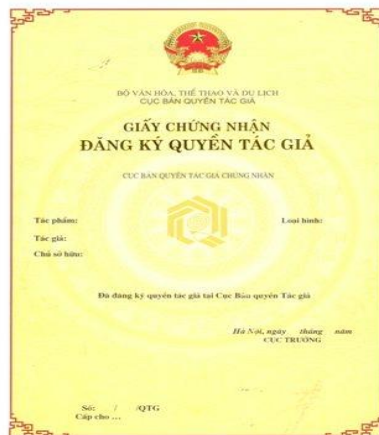 BỘ VĂN HÓA, THỂ THAO VÀ DU LỊCH
CỤC BẢN QUYỀN TÁC GIẢ
GIẤY CHỨNG NHẬN
ĐĂNG KÝ QUYỀN TÁC GIẢ
CỤC BẢN QUYỀN TÁC GIẢ CHỨNG NHẬN
Tác phẩm: Loại hình:
Tác giả:
Chủ sở hữu:
Đã đăng ký quyền tác giả tại Cục Bản quyền Tác giả
Hà Nội, ngày tháng năm
CỤC TRƯỞNG
Số: / /QTG
Cấp cho ...